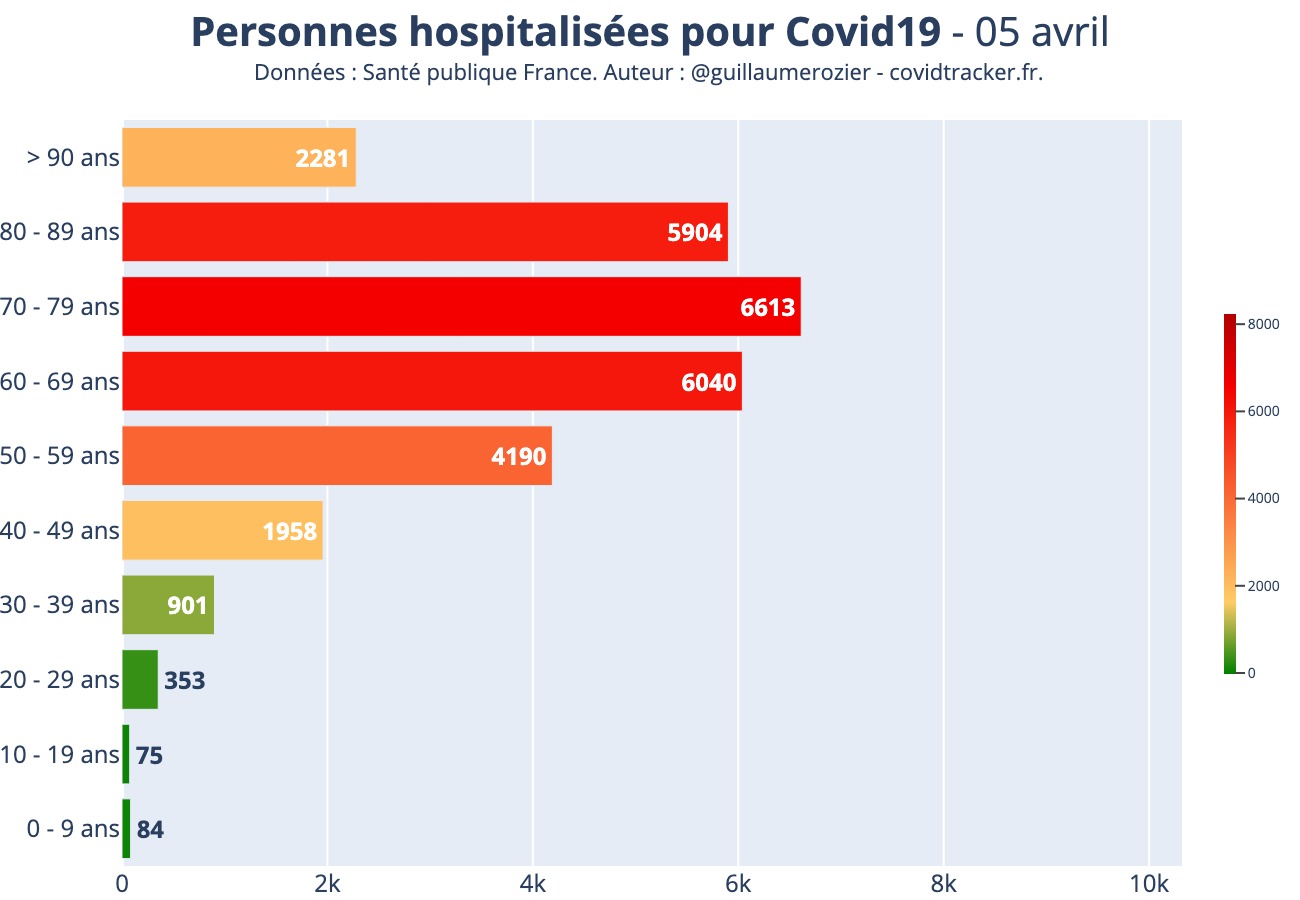 Personnes hospitalisées pour Covid19 - 05 avril
Données : Santé publique France. Auteur : @guillaumerozier - covidtracker.fr.
> 90 ans 2281
80 - 89 ans 5904
70 - 79 ans 6613
60 - 69 ans 6040
50 - 59 ans 4190
40 - 49 ans 1958
30 - 39 ans 901
20 - 29 ans 353
10 - 19 ans 75
0 - 9 ans 84
0 2k 4k 6k 8k 10k
8000
6000
4000
2000
0